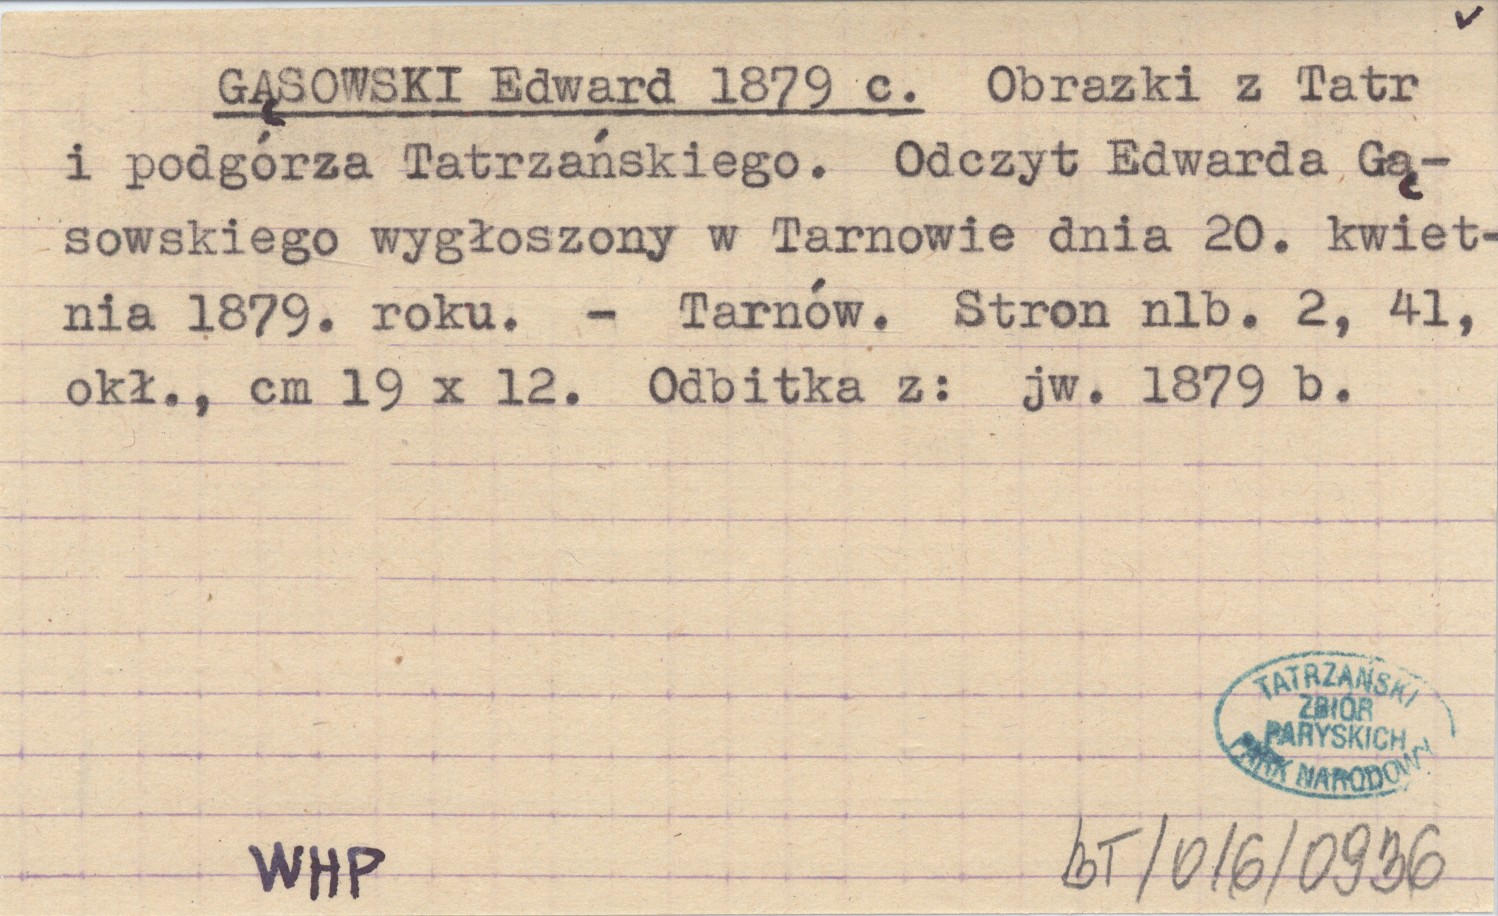 ✓
GĄSOWSKI Edward 1879 c. Obrazki z Tatr
i podgórza Tatrzańskiego. Odczyt Edwarda Gą-
sowskiego wygłoszony w Tarnowie dnia 20. kwiet-
nia 1879. roku. - Tarnów. Stron nlb. 2, 41,
okł., cm 19 x 12. Odbitka z: jw. 1879 b.
TATRZAŃSKI
ZBIÓR
PARYSKICH
PARK NARODOWY
WHP
bT/016/0936